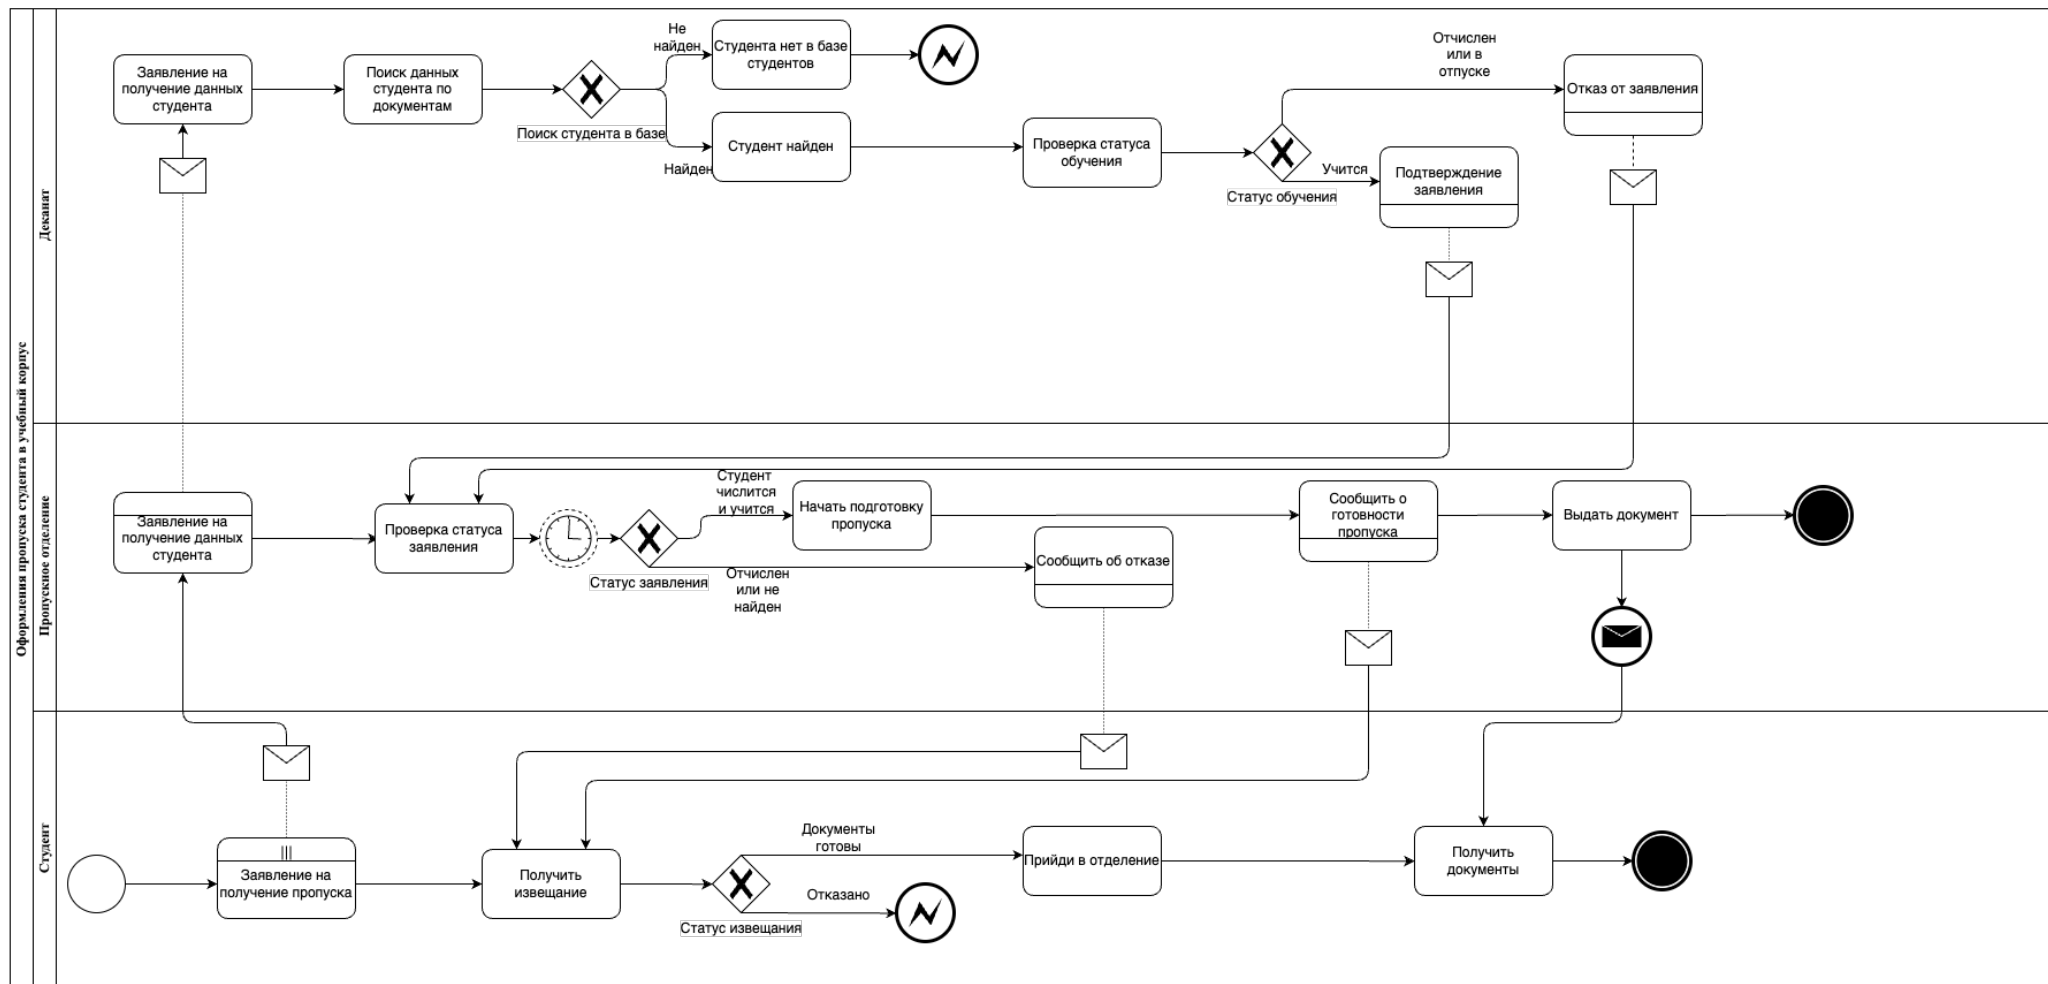 Оформления пропуска студента в учебный корпус
Деканат
Заявление на
получение данных
студента
Поиск данных
студента по
документам
Поиск студента в базе
Не
найден
Студента нет в базе
студентов
Найден
Студент найден
Проверка статуса
обучения
Статус обучения
Отчислен
или в
отпуске
Отказ от заявления
Учится
Подтверждение
заявления
Пропускное отделение
Заявление на
получение данных
студента
Проверка статуса
заявления
Статус заявления
Студент
числится
и учится
Начать подготовку
пропуска
Отчислен
или не
найден
Сообщить об отказе
Сообщить о
готовности
пропуска
Выдать документ
Студент
Заявление на
получение пропуска
Получить
извещание
Статус извещания
Документы
готовы
Отказано
Прийди в отделение
Получить
документы